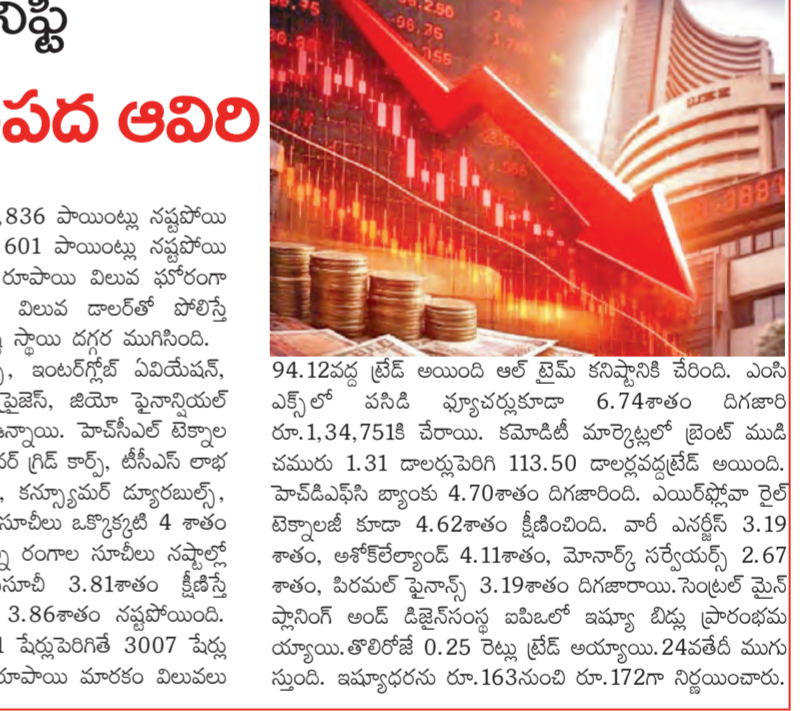 నిఫ్టీ
పద ఆవిరి
,836 పాయింట్లు నష్టపోయి
601 పాయింట్లు నష్టపోయి
రూపాయి విలువ ఘోరంగా
విలువ డాలర్‌తో పోలిస్తే
స్థాయి దగ్గర ముగిసింది.
ఇంటర్‌గ్లోబ్ ఏవియేషన్,
ప్రైజెస్, జియో ఫైనాన్షియల్
ఉన్నాయి. హెచ్‌సీఎల్ టెక్నాల
గ్రిడ్ కార్ప్, టీసీఎస్ లాభ
, కన్స్యూమర్ డ్యూరబుల్స్,
సూచీలు ఒక్కొక్కటి 4 శాతం
రంగాల సూచీలు నష్టాల్లో
సూచీ 3.81శాతం క్షీణిస్తే
3.86శాతం నష్టపోయింది.
షేర్లుపెరిగితే 3007 షేర్లు
రూపాయి మారకం విలువలు
94.12వద్ద ట్రేడ్ అయింది ఆల్ టైమ్ కనిష్టానికి చేరింది. ఎంసి
ఎక్స్‌లో పసిడి ఫ్యూచర్లుకూడా 6.74శాతం దిగజారి
రూ.1,34,751కి చేరాయి. కమోడిటీ మార్కెట్లలో బ్రెంట్ ముడి
చమురు 1.31 డాలర్లుపెరిగి 113.50 డాలర్లవద్దట్రేడ్ అయింది.
హెచ్‌డిఎఫ్‌సి బ్యాంకు 4.70శాతం దిగజారింది. ఎయిర్‌ఫ్లోవా రైల్
టెక్నాలజీ కూడా 4.62శాతం క్షీణించింది. వారీ ఎనర్జీస్ 3.19
శాతం, అశోక్‌లేల్యాండ్ 4.11శాతం, మోనార్క్ సర్వేయర్స్ 2.67
శాతం, పిరమల్ ఫైనాన్స్ 3.19శాతం దిగజారాయి.సెంట్రల్ మైన్
ప్లానింగ్ అండ్ డిజైన్‌సంస్థ ఐపిఒలో ఇష్యూ బిడ్లు ప్రారంభమ
య్యాయి.తొలిరోజే 0.25 రెట్లు ట్రేడ్ అయ్యాయి.24వతేదీ ముగు
స్తుంది. ఇష్యూధరను రూ.163నుంచి రూ.172గా నిర్ణయించారు.